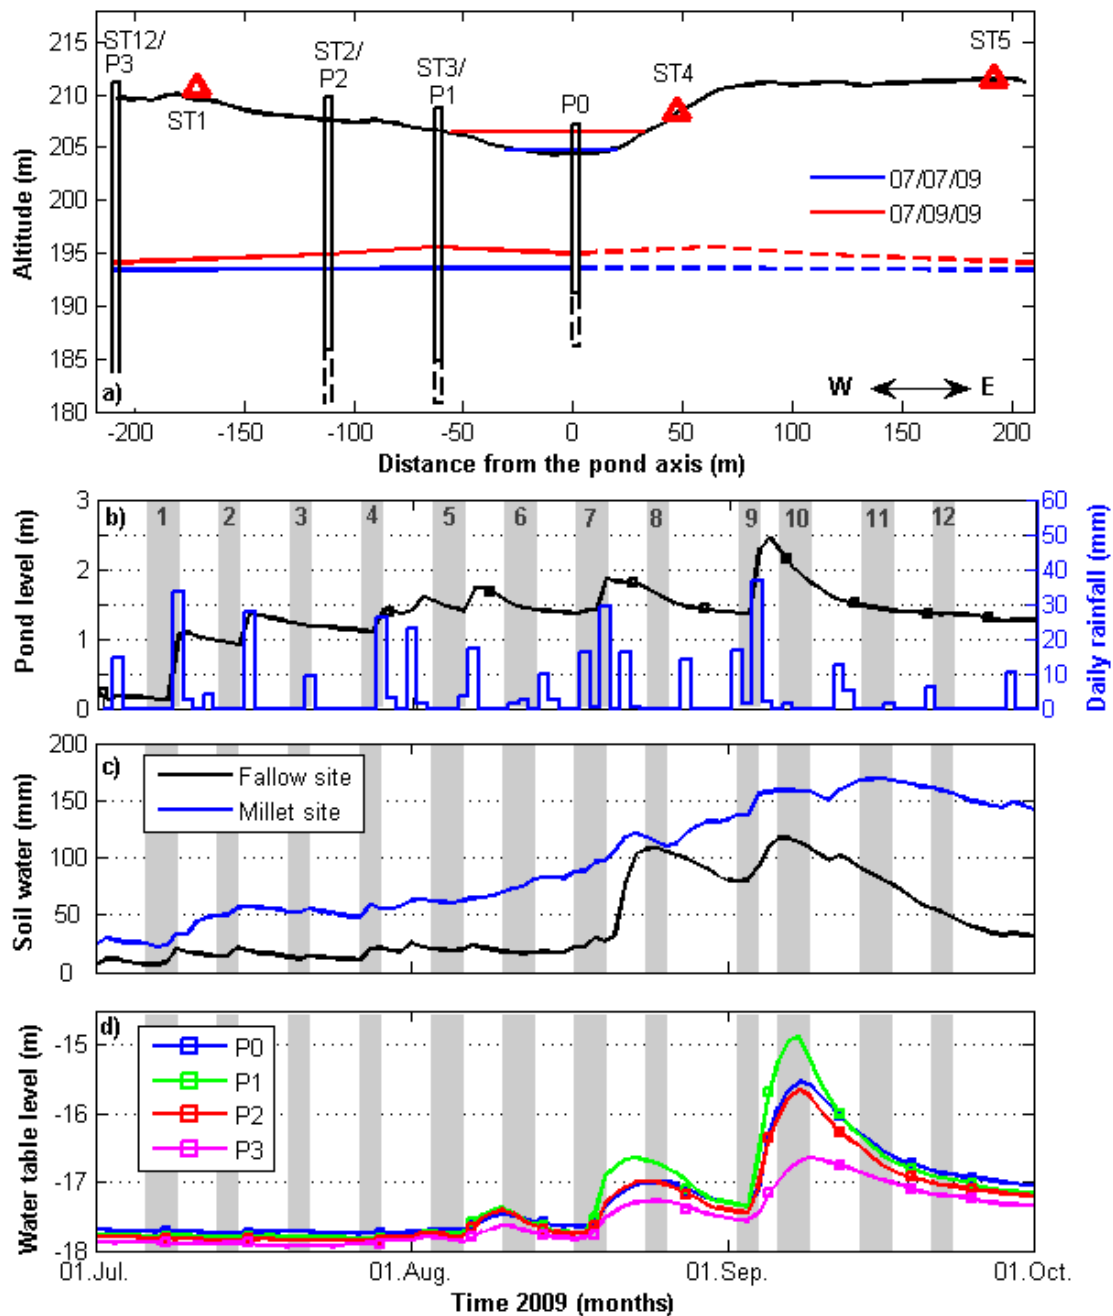 215
210
205
200
195
190
185
180
Altitude (m)
ST12/
P3
ST1
ST2/
P2
ST3/
P1
P0
ST4
ST5
07/07/09
07/09/09
a)
W E
-200 -150 -100 -50 0 50 100 150 200
Distance from the pond axis (m)
b)
1 2 3 4 5 6 7 8 9 10 11 12
3
2
1
0
Pond level (m)
60
50
40
30
20
10
0
Daily rainfall (mm)
c)
200
150
100
50
0
Soil water (mm)
Fallow site
Millet site
d)
-15
-16
-17
-18
Water table level (m)
P0
P1
P2
P3
01.Jul. 01.Aug. 01.Sep. 01.Oct.
Time 2009 (months)